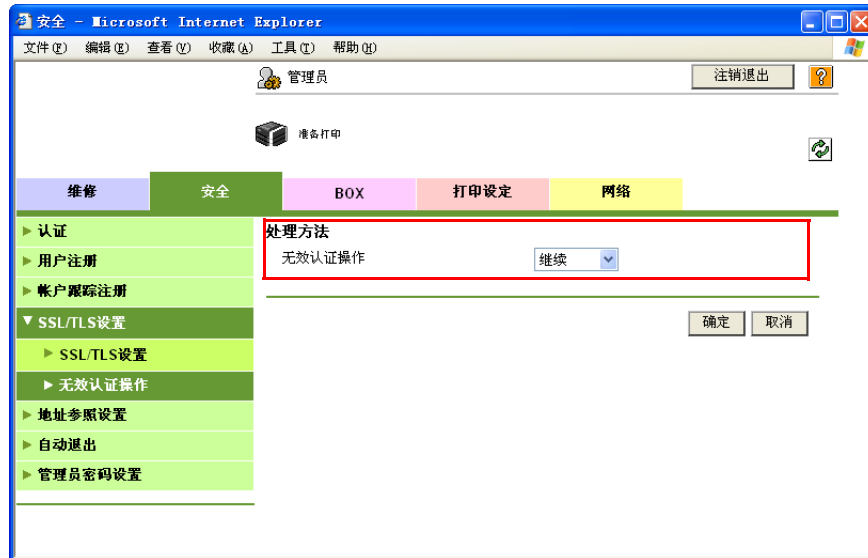 安全 - Microsoft Internet Explorer
文件(F) 编辑(E) 查看(V) 收藏(A) 工具(T) 帮助(H)
管理员 注销退出 ?
准备打印
维修 安全 BOX 打印设定 网络
认证
用户注册
帐户跟踪注册
SSL/TLS设置
SSL/TLS设置
无效认证操作
地址参照设置
自动退出
管理员密码设置
处理方法
无效认证操作 继续
确定 取消